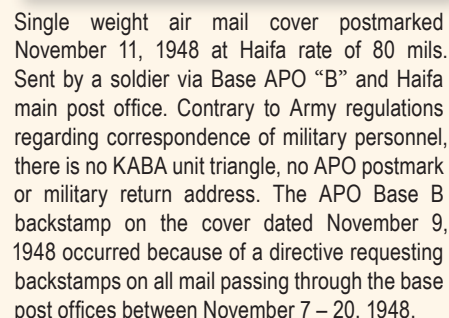 Single weight air mail cover postmarked
November 11, 1948 at Haifa rate of 80 mils.
Sent by a soldier via Base APO “B” and Haifa
main post office. Contrary to Army regulations
regarding correspondence of military personnel,
there is no KABA unit triangle, no APO postmark
or military return address. The APO Base B
backstamp on the cover dated November 9,
1948 occurred because of a directive requesting
backstamps on all mail passing through the base
post offices between November 7 – 20, 1948.